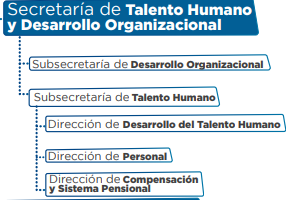 Secretaría de Talento Humano
y Desarrollo Organizacional
Subsecretaría de Desarrollo Organizacional
Subsecretaría de Talento Humano
Dirección de Desarrollo del Talento Humano
Dirección de Personal
Dirección de Compensación
y Sistema Pensional